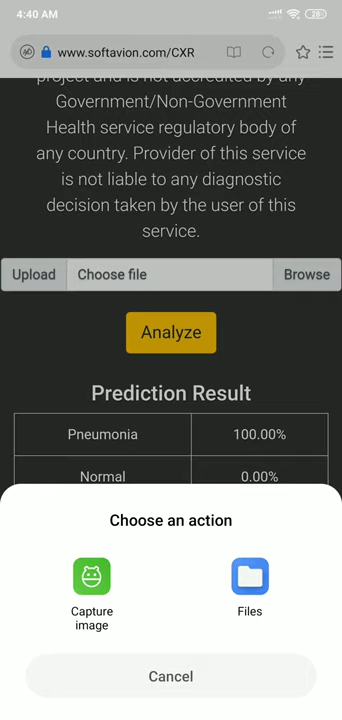 4:40 AM
28
www.softavion.com/CXR
project and is not accredited by any
Government/Non-Government
Health service regulatory body of
any country. Provider of this service
is not liable to any diagnostic
decision taken by the user of this
service.
Upload Choose file Browse
Analyze
Prediction Result
Pneumonia 100.00%
Normal 0.00%
Choose an action
Capture image
Files
Cancel